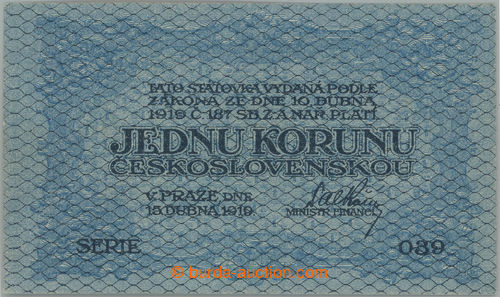 TATO STÁTOVKA VYDANÁ PODLE
ZÁKONA ZE DNE 10. DUBNA
1919 Č. 187 SB. Z. A NAŘ. PLATÍ
JEDNU KORUNU
ČESKOSLOVENSKOU
V PRAZE DNE
15. DUBNA 1919.
MINISTR FINANCÍ
SERIE 089
© burda-auction.com